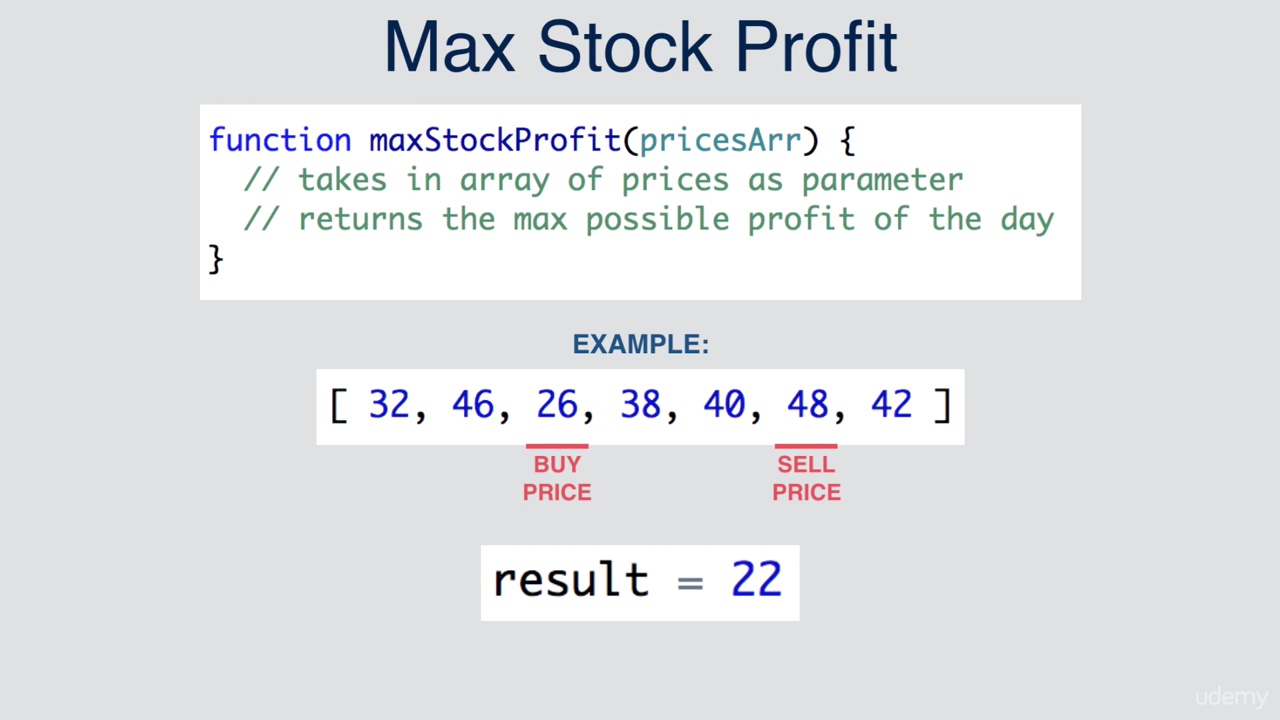 Max Stock Profit
function maxStockProfit(pricesArr) {
// takes in array of prices as parameter
// returns the max possible profit of the day
}
EXAMPLE:
[ 32, 46, 26, 38, 40, 48, 42 ]
BUY PRICE
SELL PRICE
result = 22
udemy